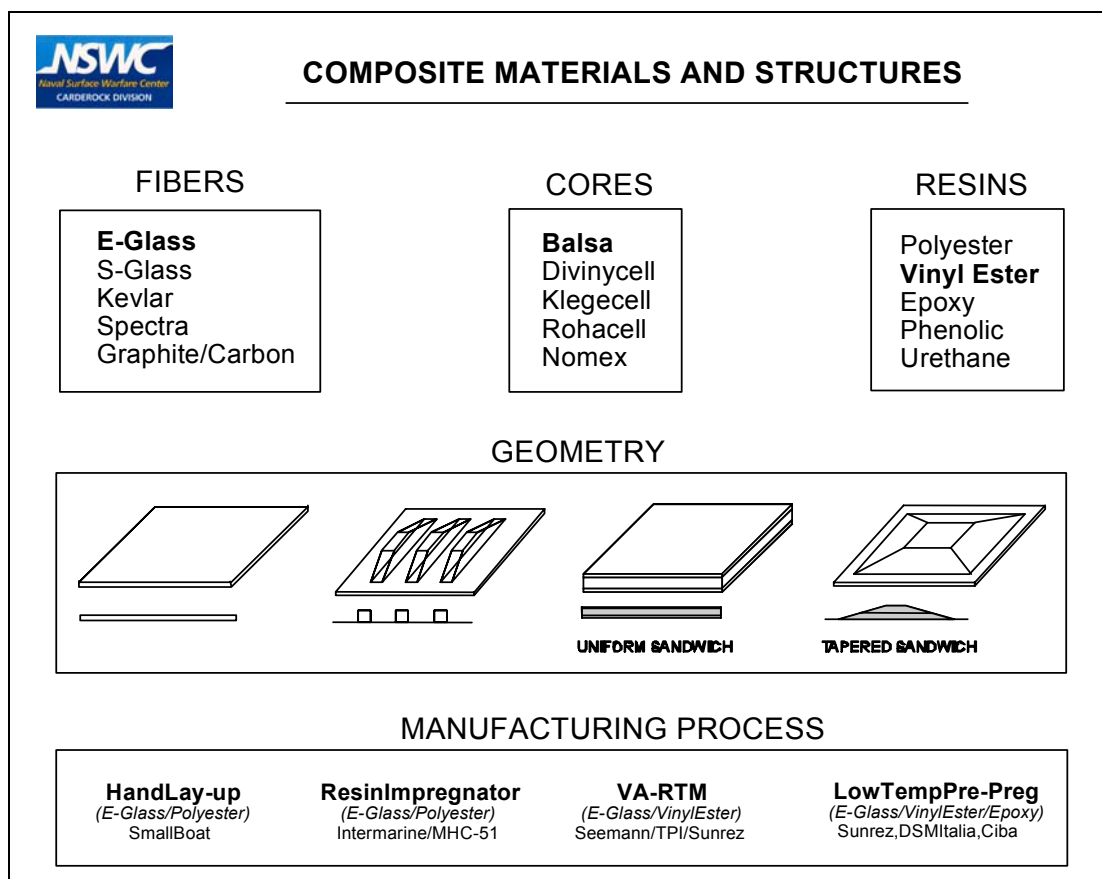 NSWC
Naval Surface Warfare Center
CARDEROCK DIVISION
COMPOSITE MATERIALS AND STRUCTURES
FIBERS
E-Glass
S-Glass
Kevlar
Spectra
Graphite/Carbon
CORES
Balsa
Divinycell
Klegecell
Rohacell
Nomex
RESINS
Polyester
Vinyl Ester
Epoxy
Phenolic
Urethane
GEOMETRY
UNIFORM SANDWICH
TAPERED SANDWICH
MANUFACTURING PROCESS
HandLay-up
(E-Glass/Polyester)
SmallBoat
ResinImpregnator
(E-Glass/Polyester)
Intermarine/MHC-51
VA-RTM
(E-Glass/VinylEster)
Seemann/TPI/Sunrez
LowTempPre-Preg
(E-Glass/VinylEster/Epoxy)
Sunrez,DSMItalia,Ciba